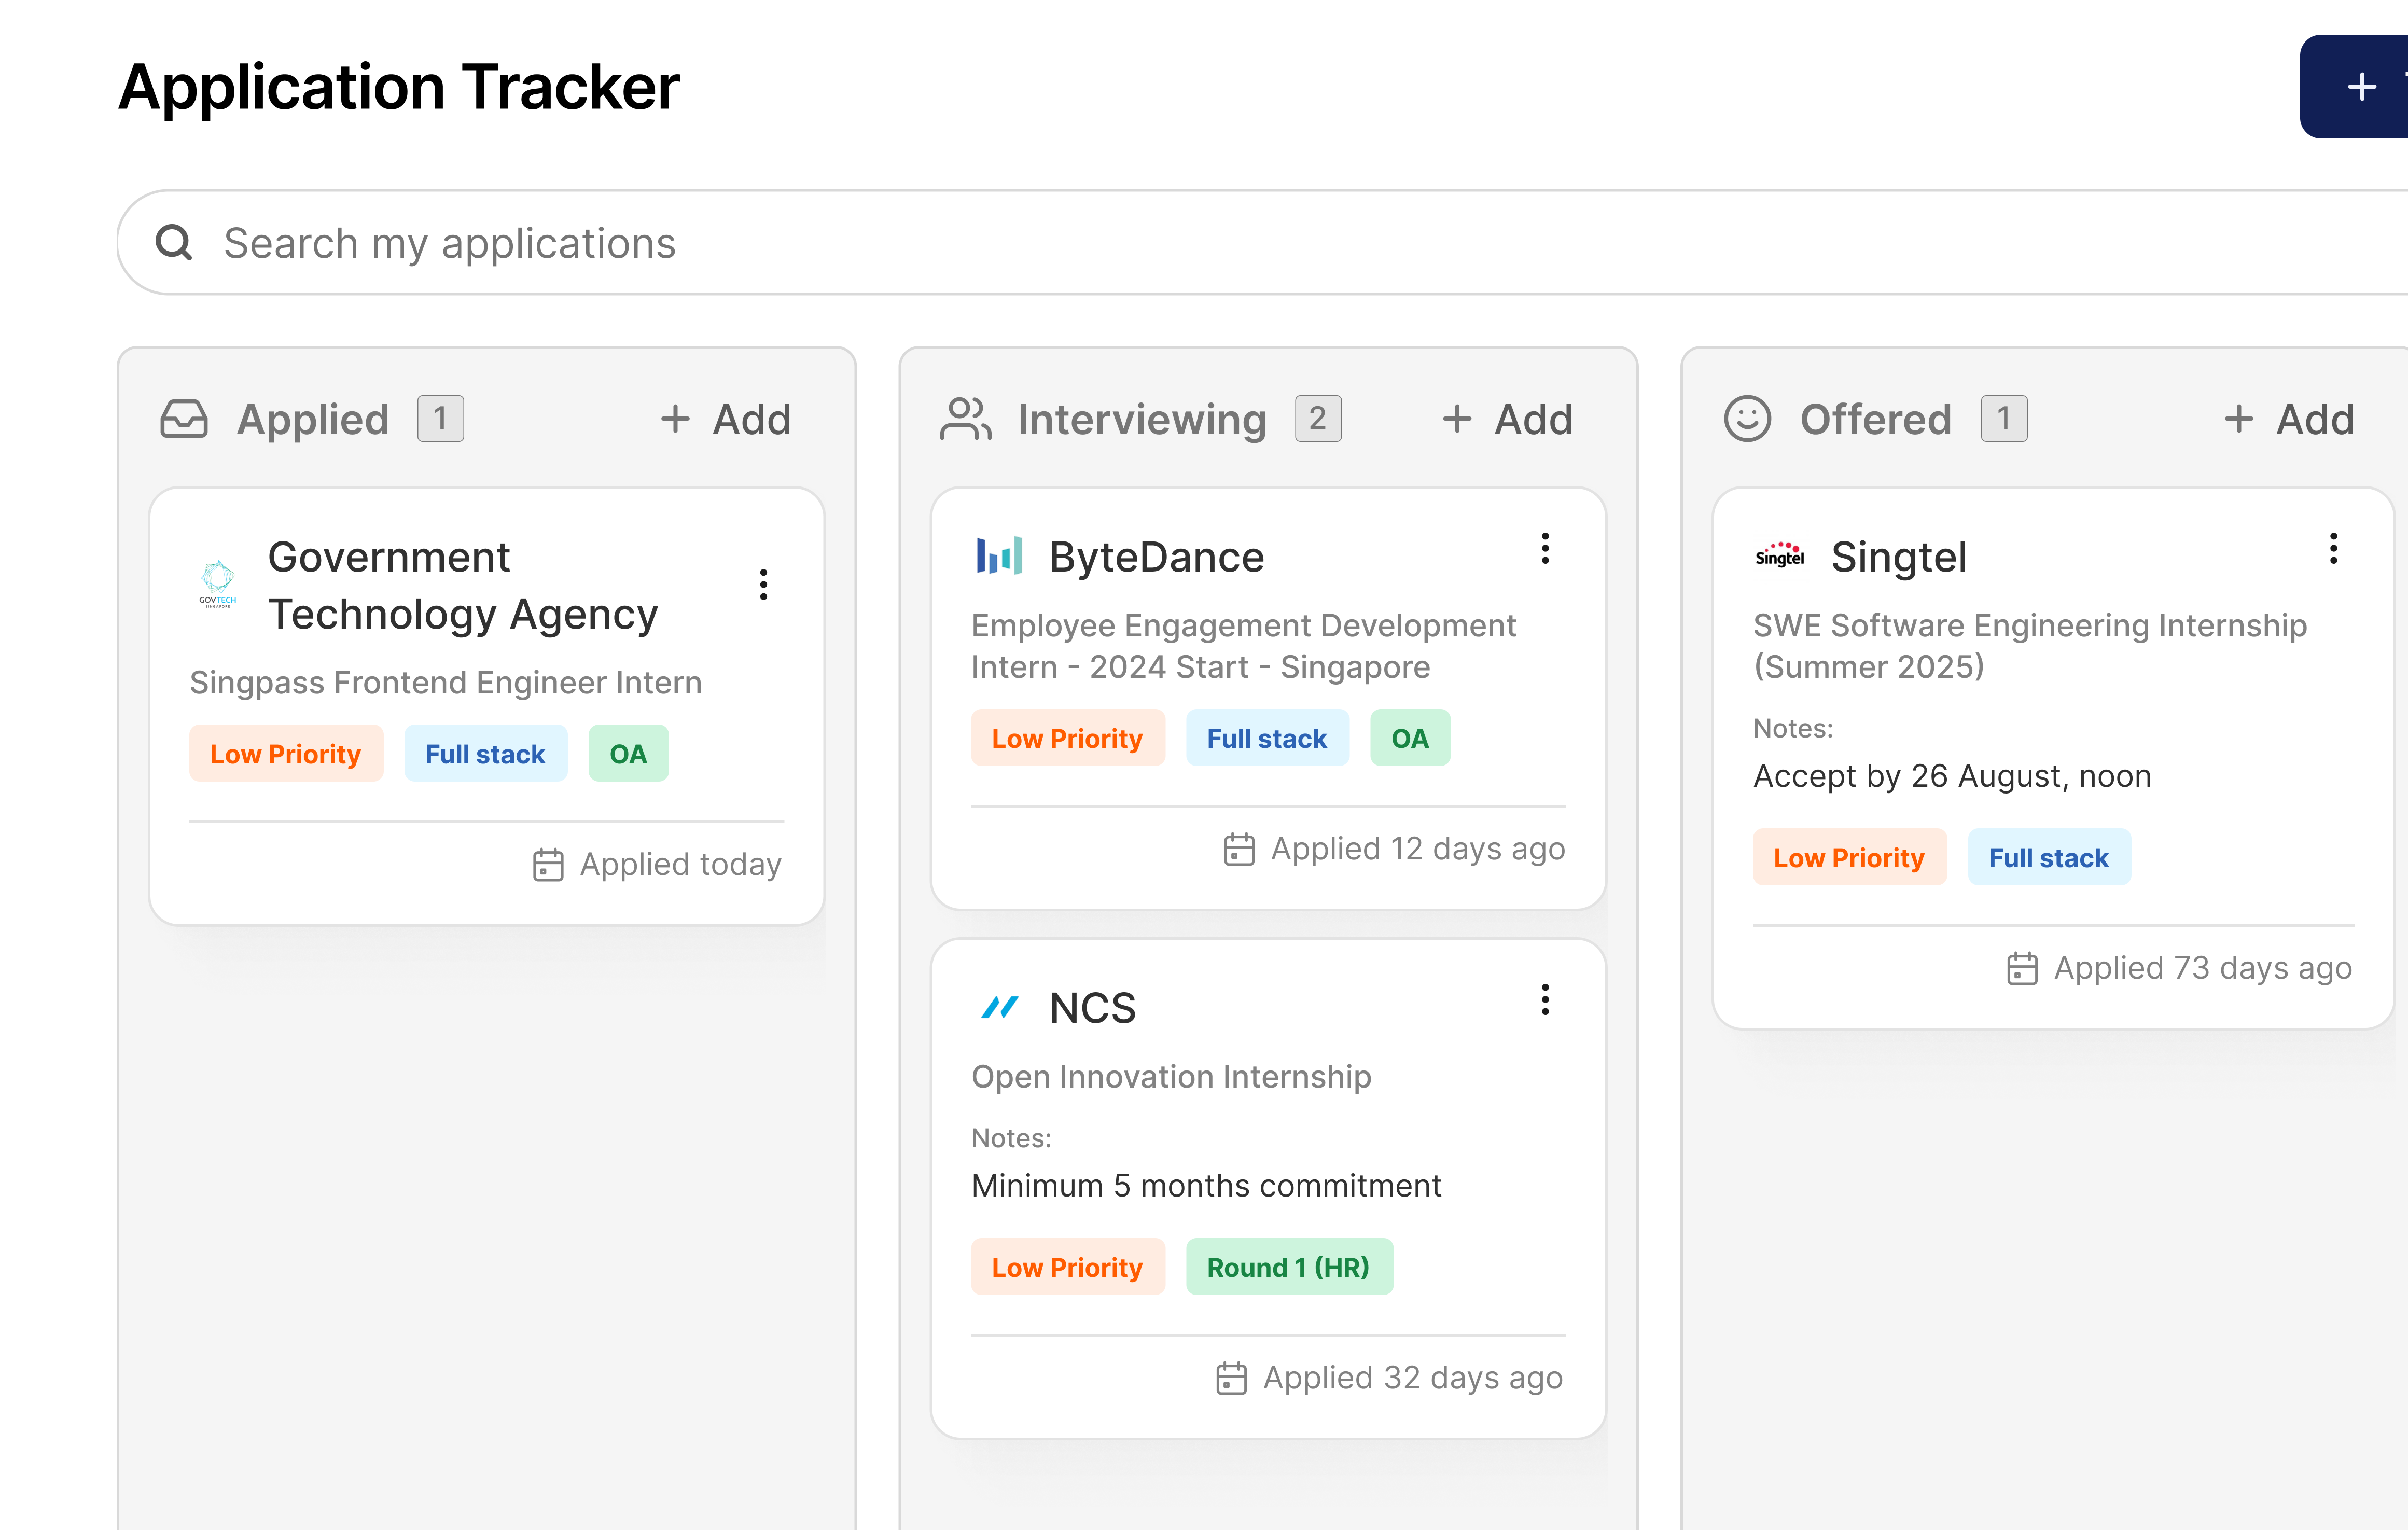 Application Tracker
Search my applications
Applied 1 + Add
GOVTECH
SINGAPORE
Government
Technology Agency
Singpass Frontend Engineer Intern
Low Priority Full stack OA
Applied today
Interviewing 2 + Add
ByteDance
Employee Engagement Development
Intern - 2024 Start - Singapore
Low Priority Full stack OA
Applied 12 days ago
NCS
Open Innovation Internship
Notes:
Minimum 5 months commitment
Low Priority Round 1 (HR)
Applied 32 days ago
Offered 1 + Add
Singtel Singtel
SWE Software Engineering Internship
(Summer 2025)
Notes:
Accept by 26 August, noon
Low Priority Full stack
Applied 73 days ago